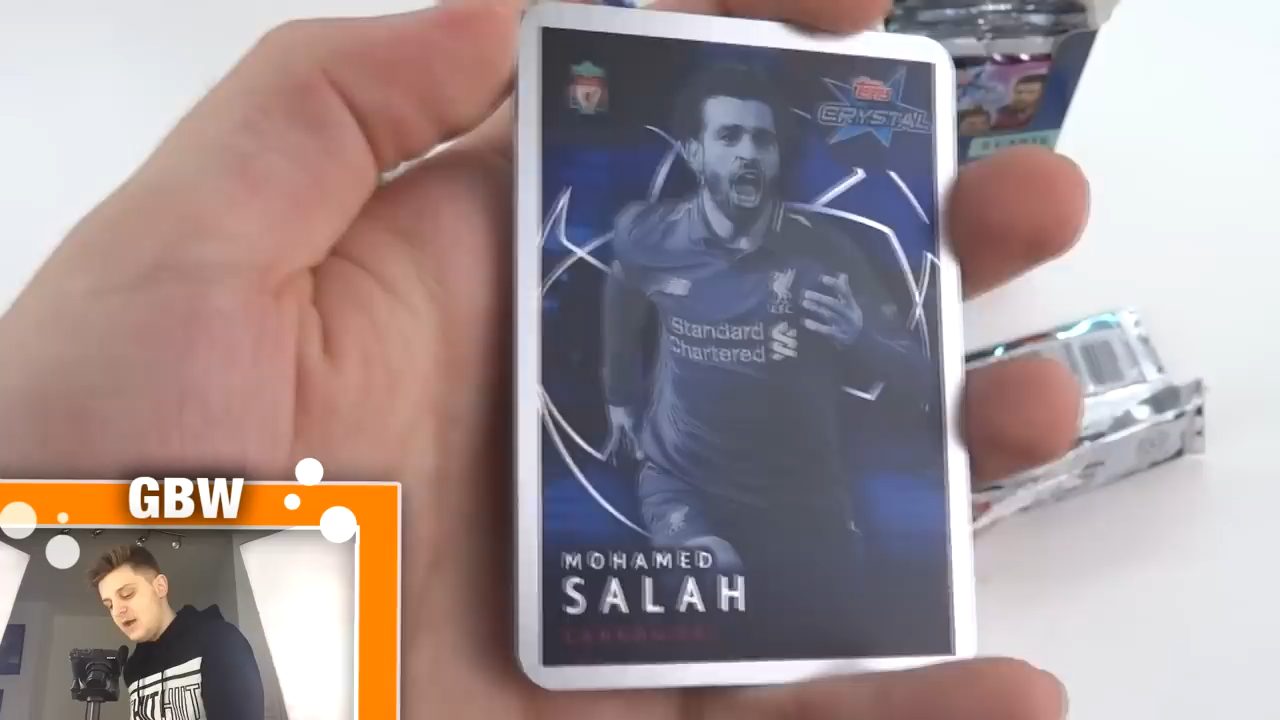 TOPPS
CRYSTAL
Standard
Chartered
MOHAMED
SALAH
GBW